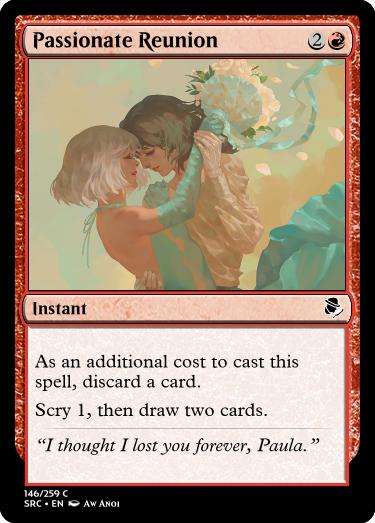 Passionate Reunion 2
Instant
As an additional cost to cast this
spell, discard a card.
Scry 1, then draw two cards.
“I thought I lost you forever, Paula.”
146/259 C
SRC • EN Aw Anoi